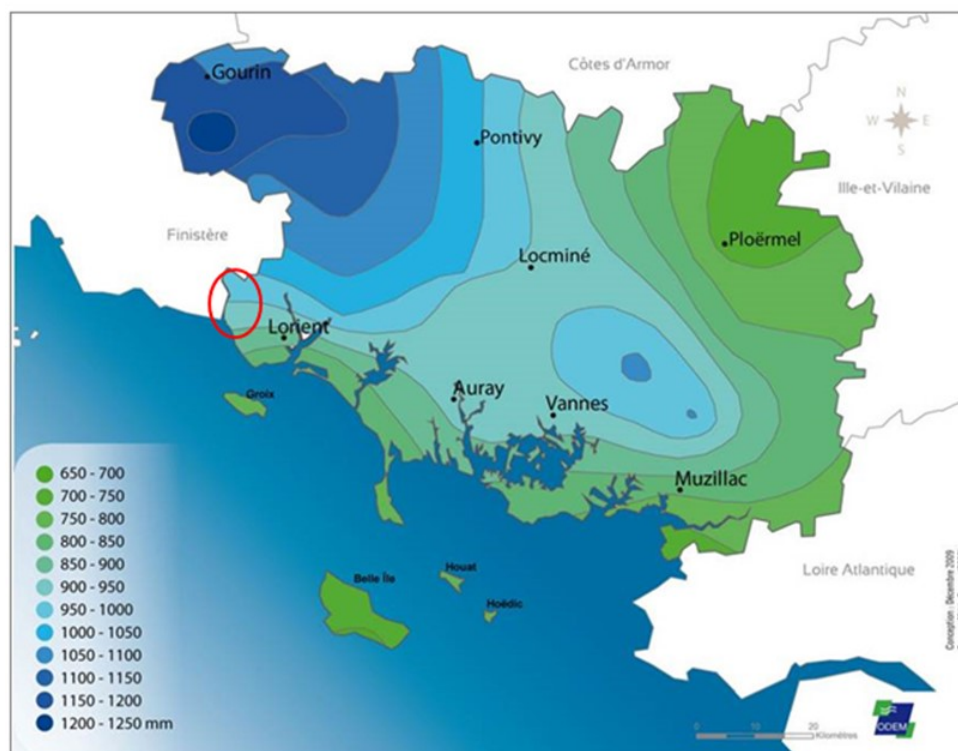 Côtes d'Armor
Gourin
N
W E
S
Pontivy
Ille-et-Vilaine
Finistère
Ploërmel
Locminé
Lorient
Groix
Auray
Vannes
Muzillac
650 - 700
700 - 750
750 - 800
800 - 850
850 - 900
900 - 950
950 - 1000
1000 - 1050
1050 - 1100
1100 - 1150
1150 - 1200
1200 - 1250 mm
Houat
Belle Île
Hoëdic
Loire Atlantique
Conception : Décembre 2009
0 10 20
Kilomètres
ODEM